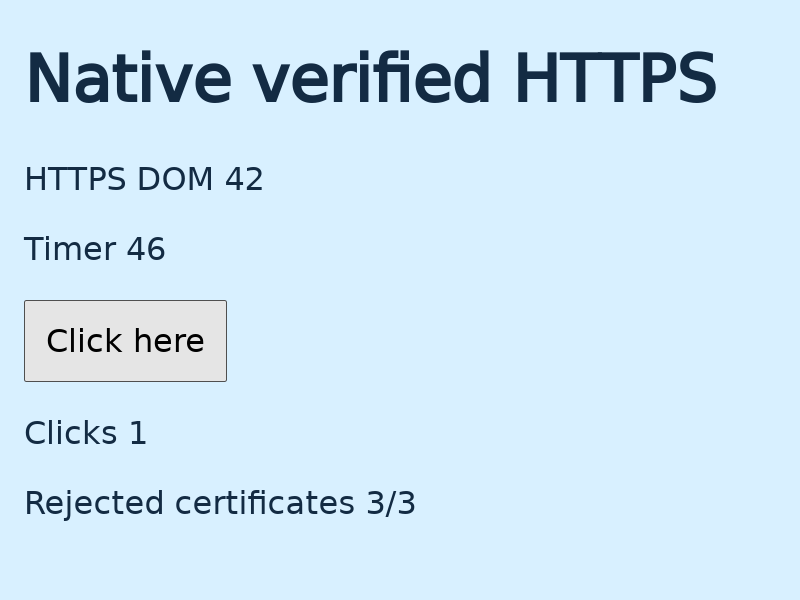 Native verified HTTPS
HTTPS DOM 42
Timer 46
Click here
Clicks 1
Rejected certificates 3/3